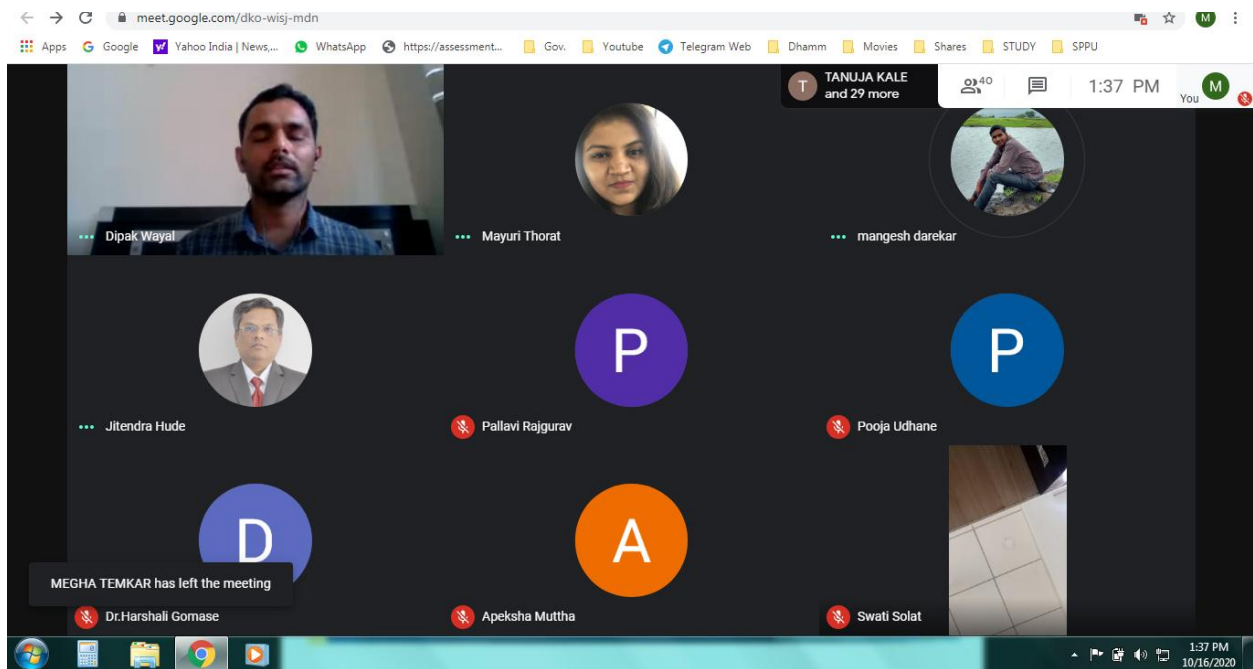 meet.google.com/dko-wisj-mdn
M
Apps G Google Yahoo India | News,... WhatsApp https://assessment... Gov. Youtube Telegram Web Dhamm Movies Shares STUDY SPPU
T TANUJA KALE
and 29 more
40
1:37 PM
You M
Dipak Wayal
Mayuri Thorat
mangesh darekar
Jitendra Hude
P
Pallavi Rajgurav
P
Pooja Udhane
D
MEGHA TEMKAR has left the meeting
Dr.Harshali Gomase
A
Apeksha Muttha
Swati Solat
1:37 PM
10/16/2020